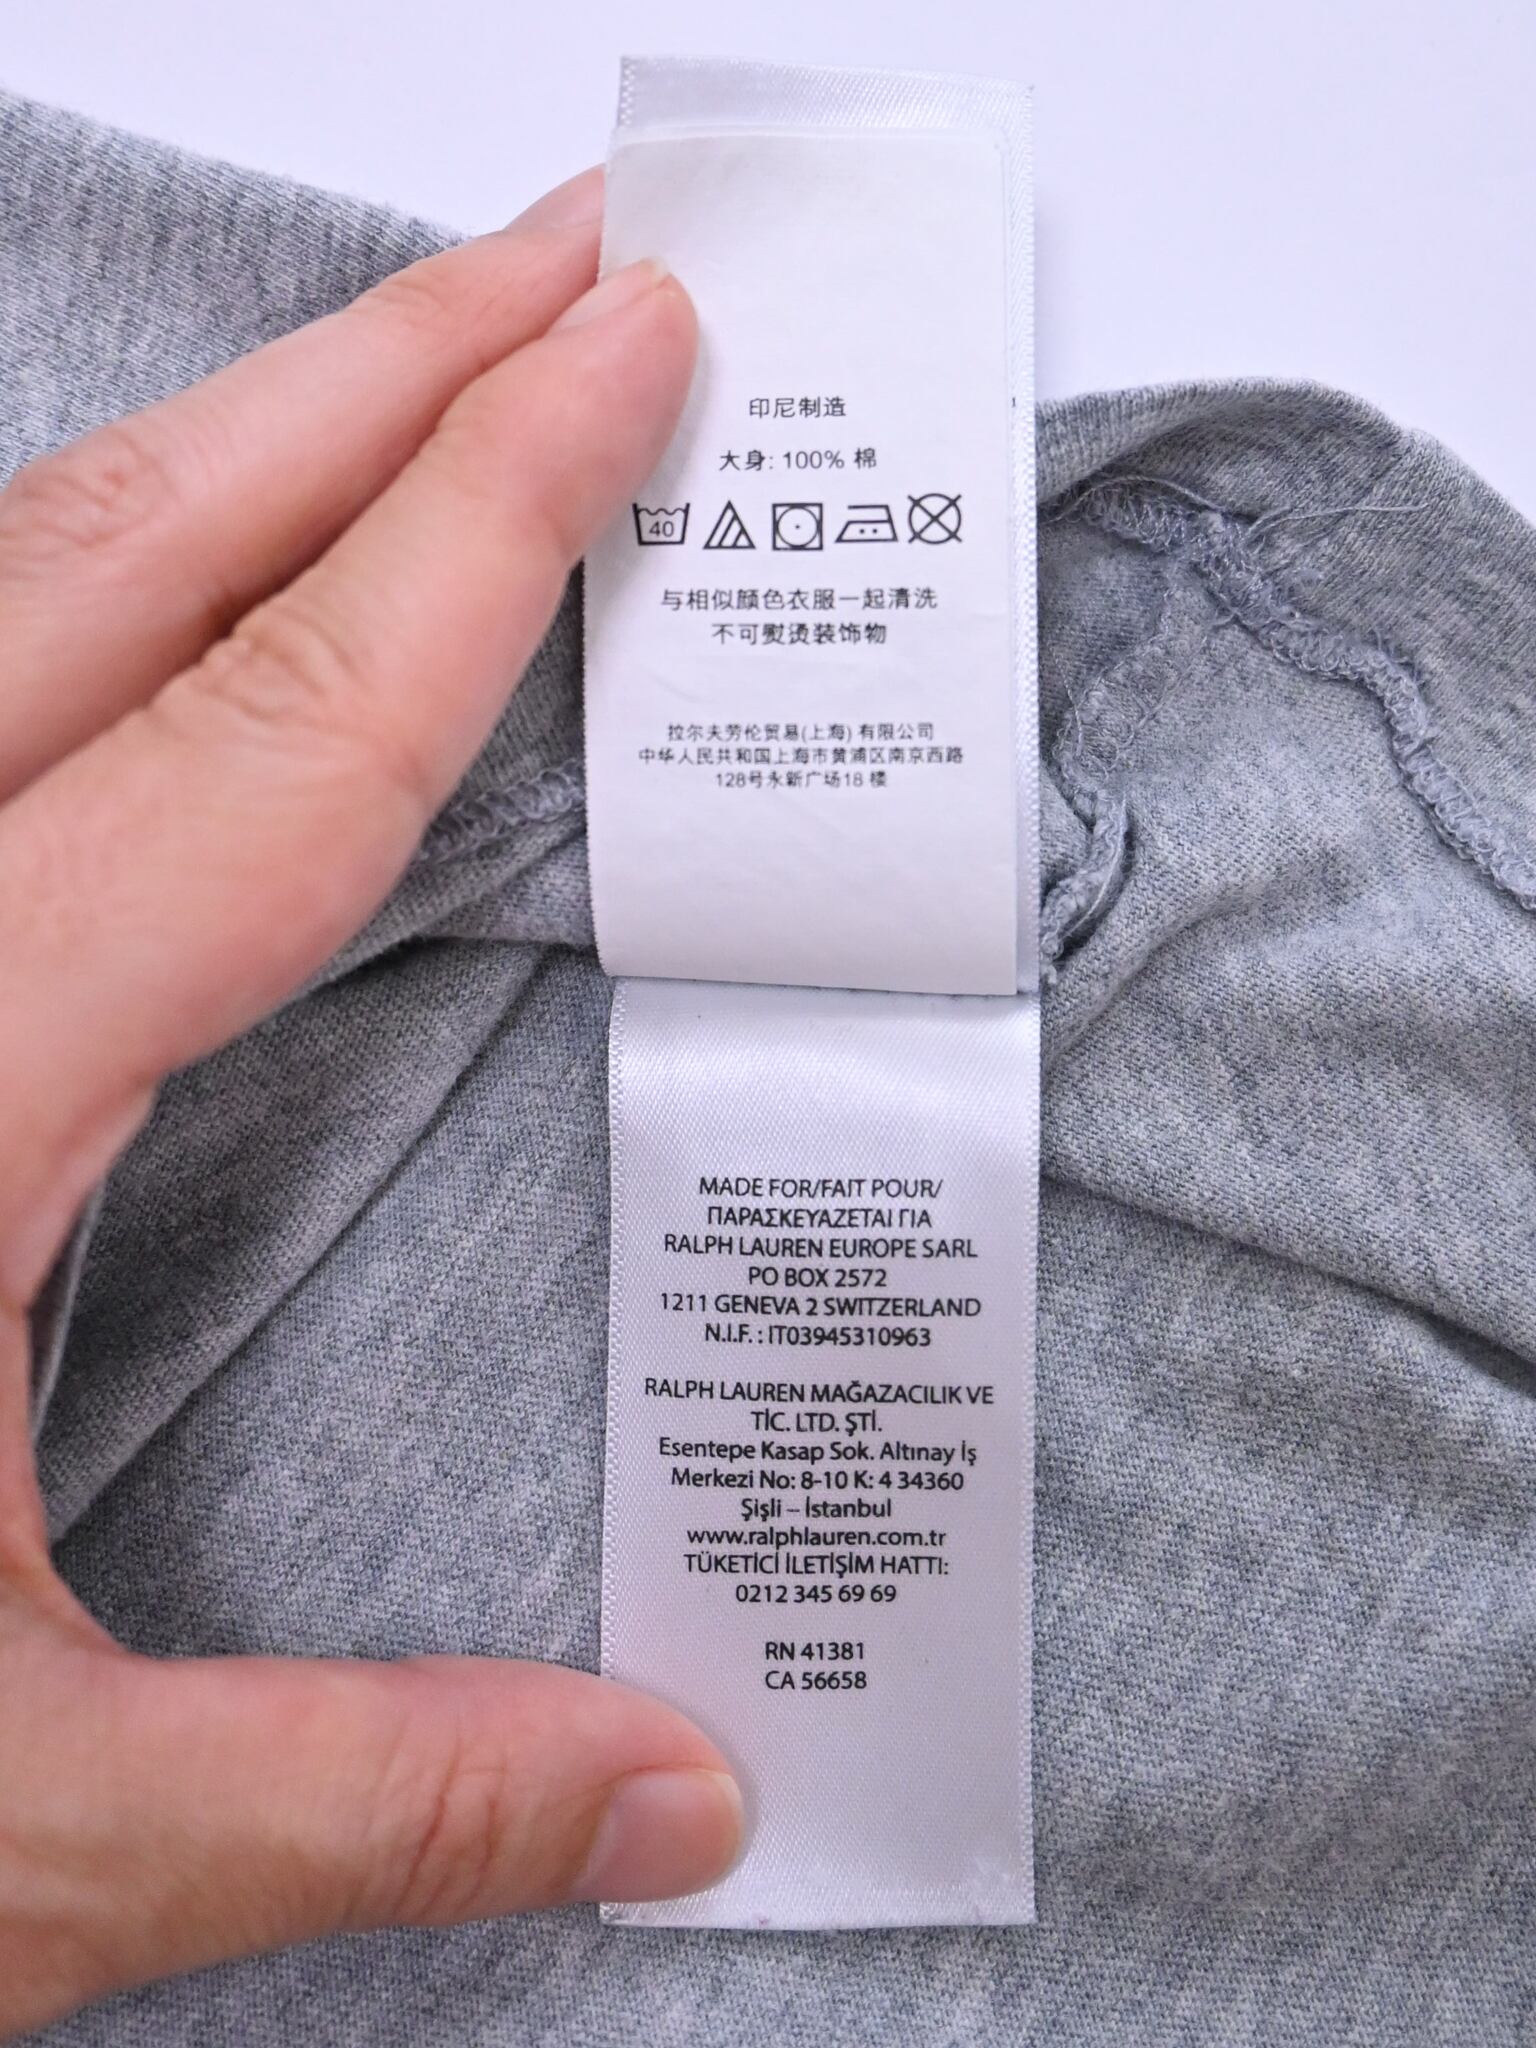 印尼制造
大身: 100% 棉
40
与相似颜色衣服一起清洗
不可熨烫装饰物
拉尔夫劳伦贸易(上海) 有限公司
中华人民共和国上海市黄浦区南京西路
128号永新广场18 楼
MADE FOR/FAIT POUR/
ΠΑΡΑΣΚΕΥΑΖΕΤΑΙ ΓΙΑ
RALPH LAUREN EUROPE SARL
PO BOX 2572
1211 GENEVA 2 SWITZERLAND
N.I.F. : IT03945310963
RALPH LAUREN MAĞAZACILIK VE
TİC. LTD. ŞTİ.
Esentepe Kasap Sok. Altınay İş
Merkezi No: 8-10 K: 4 34360
Şişli – İstanbul
www.ralphlauren.com.tr
TÜKETİCİ İLETİŞİM HATTI:
0212 345 69 69
RN 41381
CA 56658